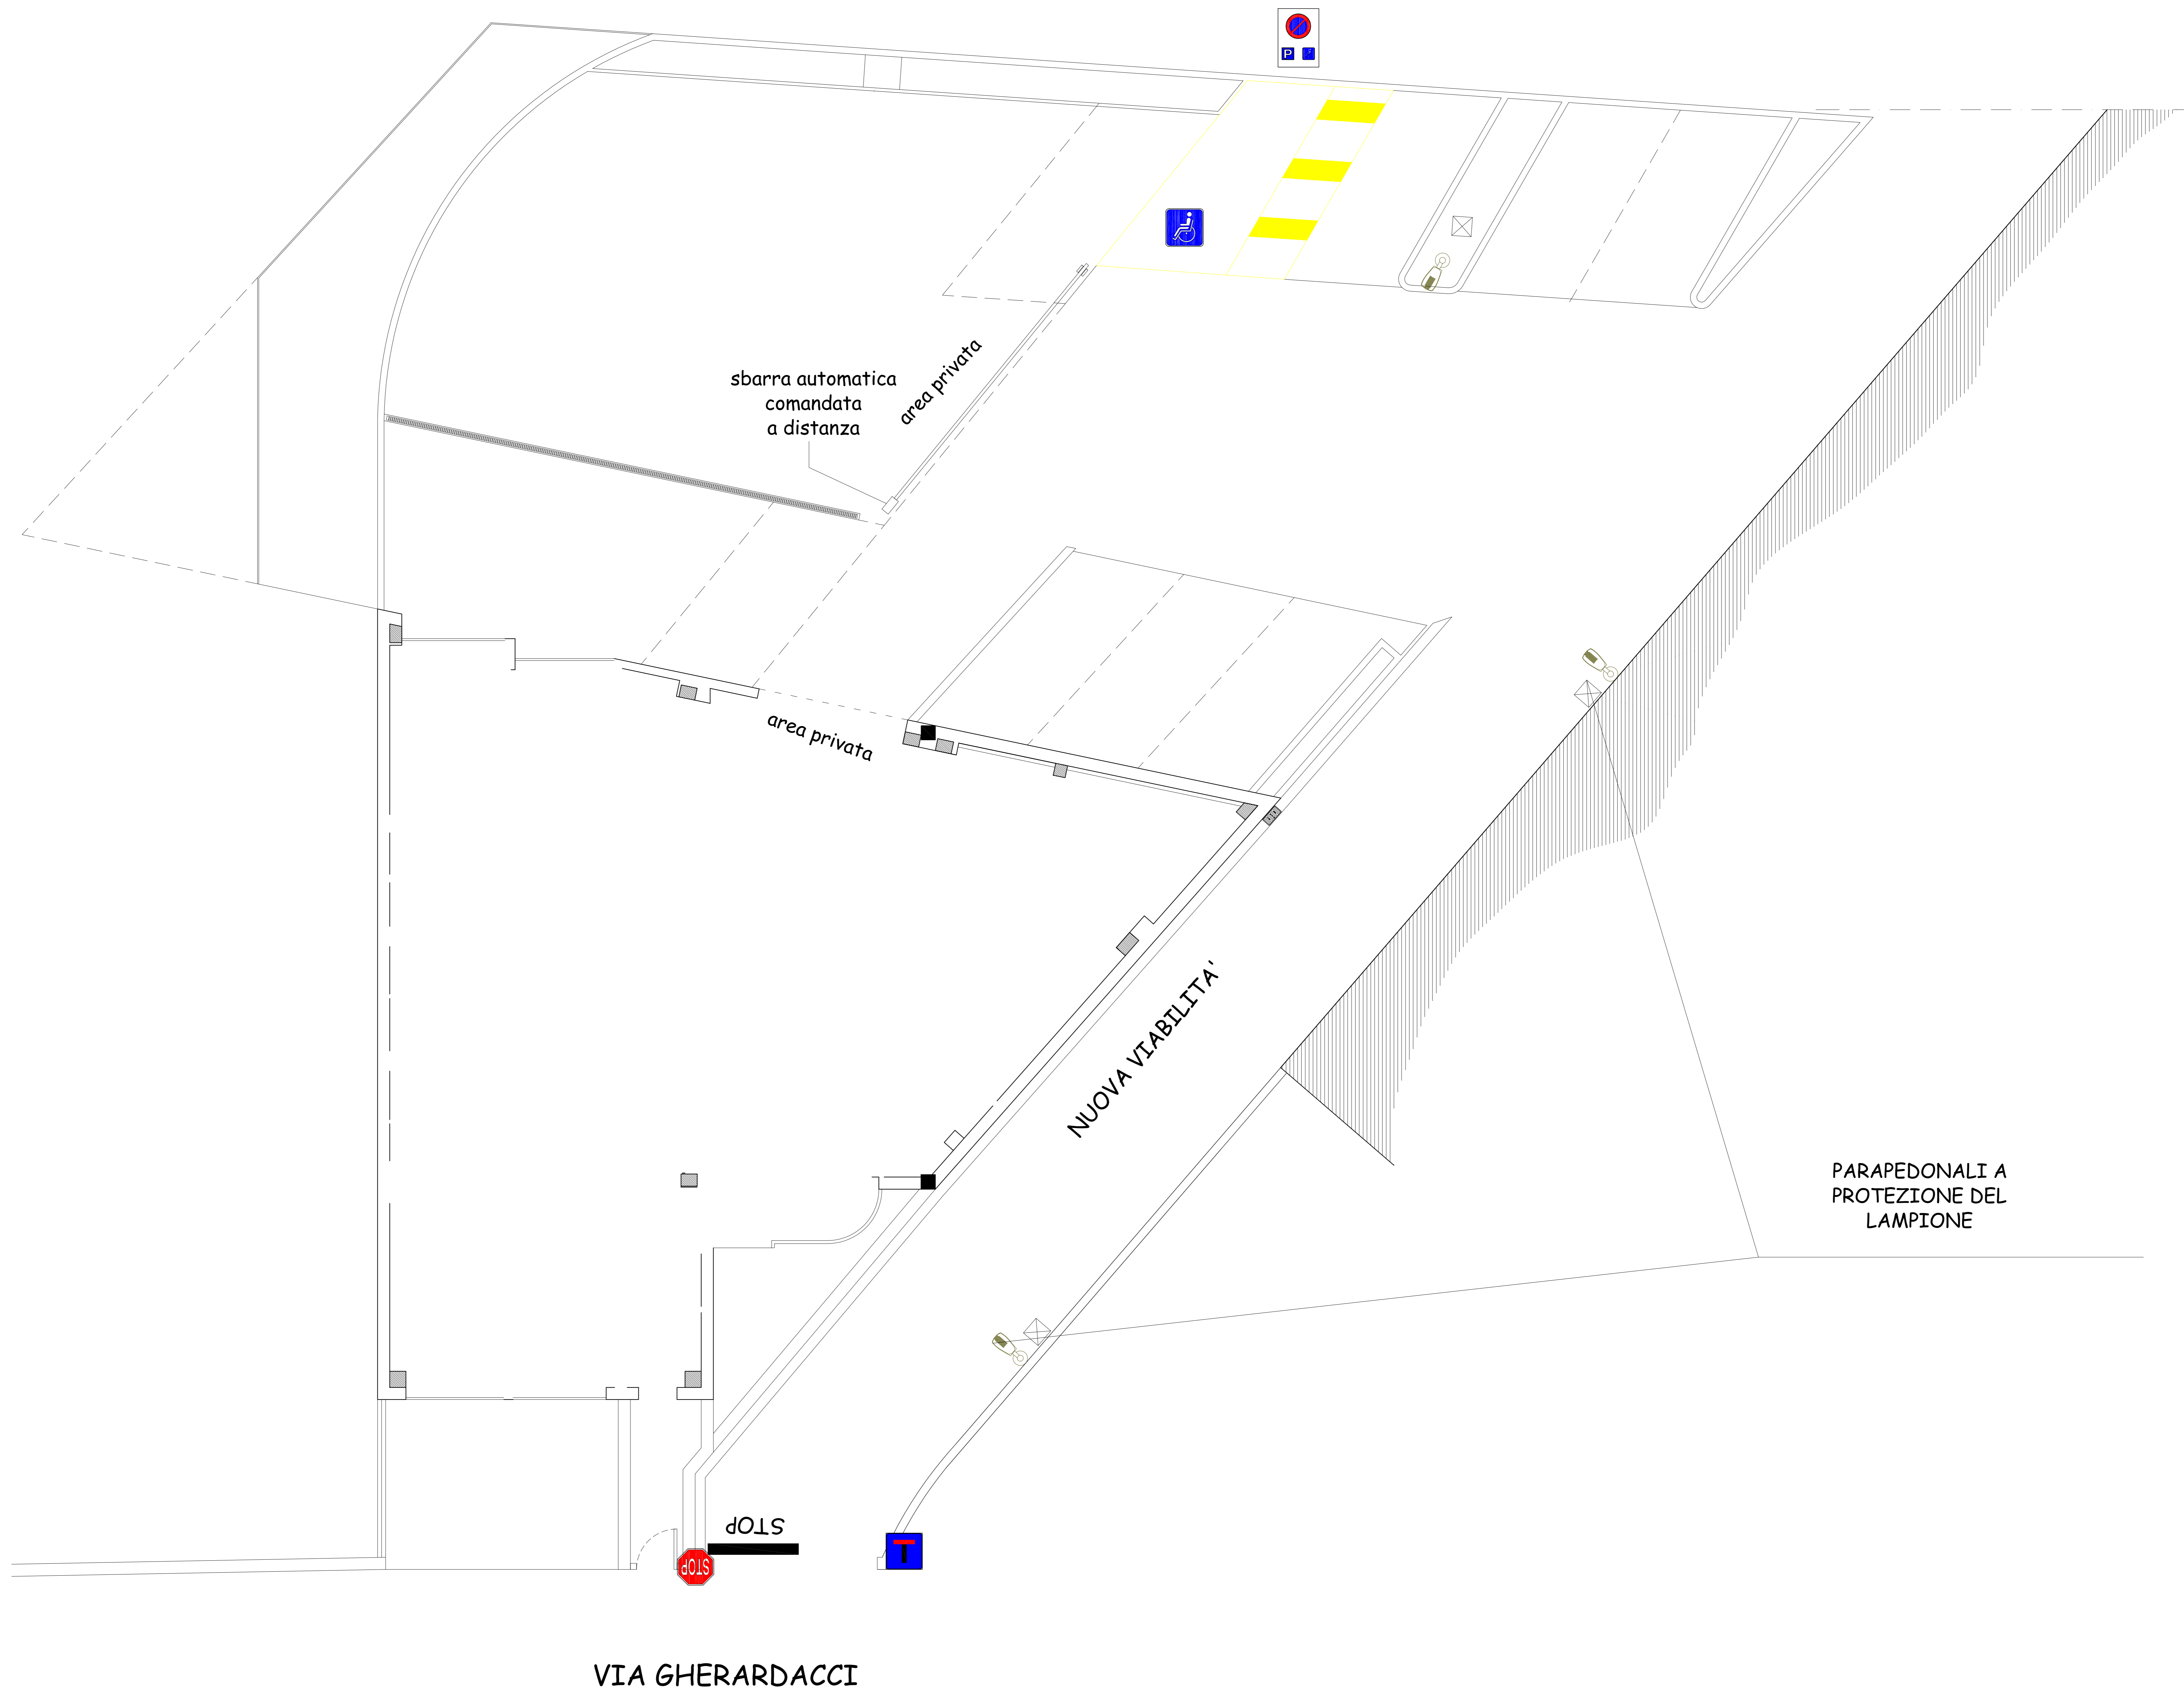 P
sbarra automatica
comandata
a distanza
area privata
area privata
NUOVA VIABILITA'
PARAPEDONALI A
PROTEZIONE DEL
LAMPIONE
STOP
STOP
VIA GHERARDACCI